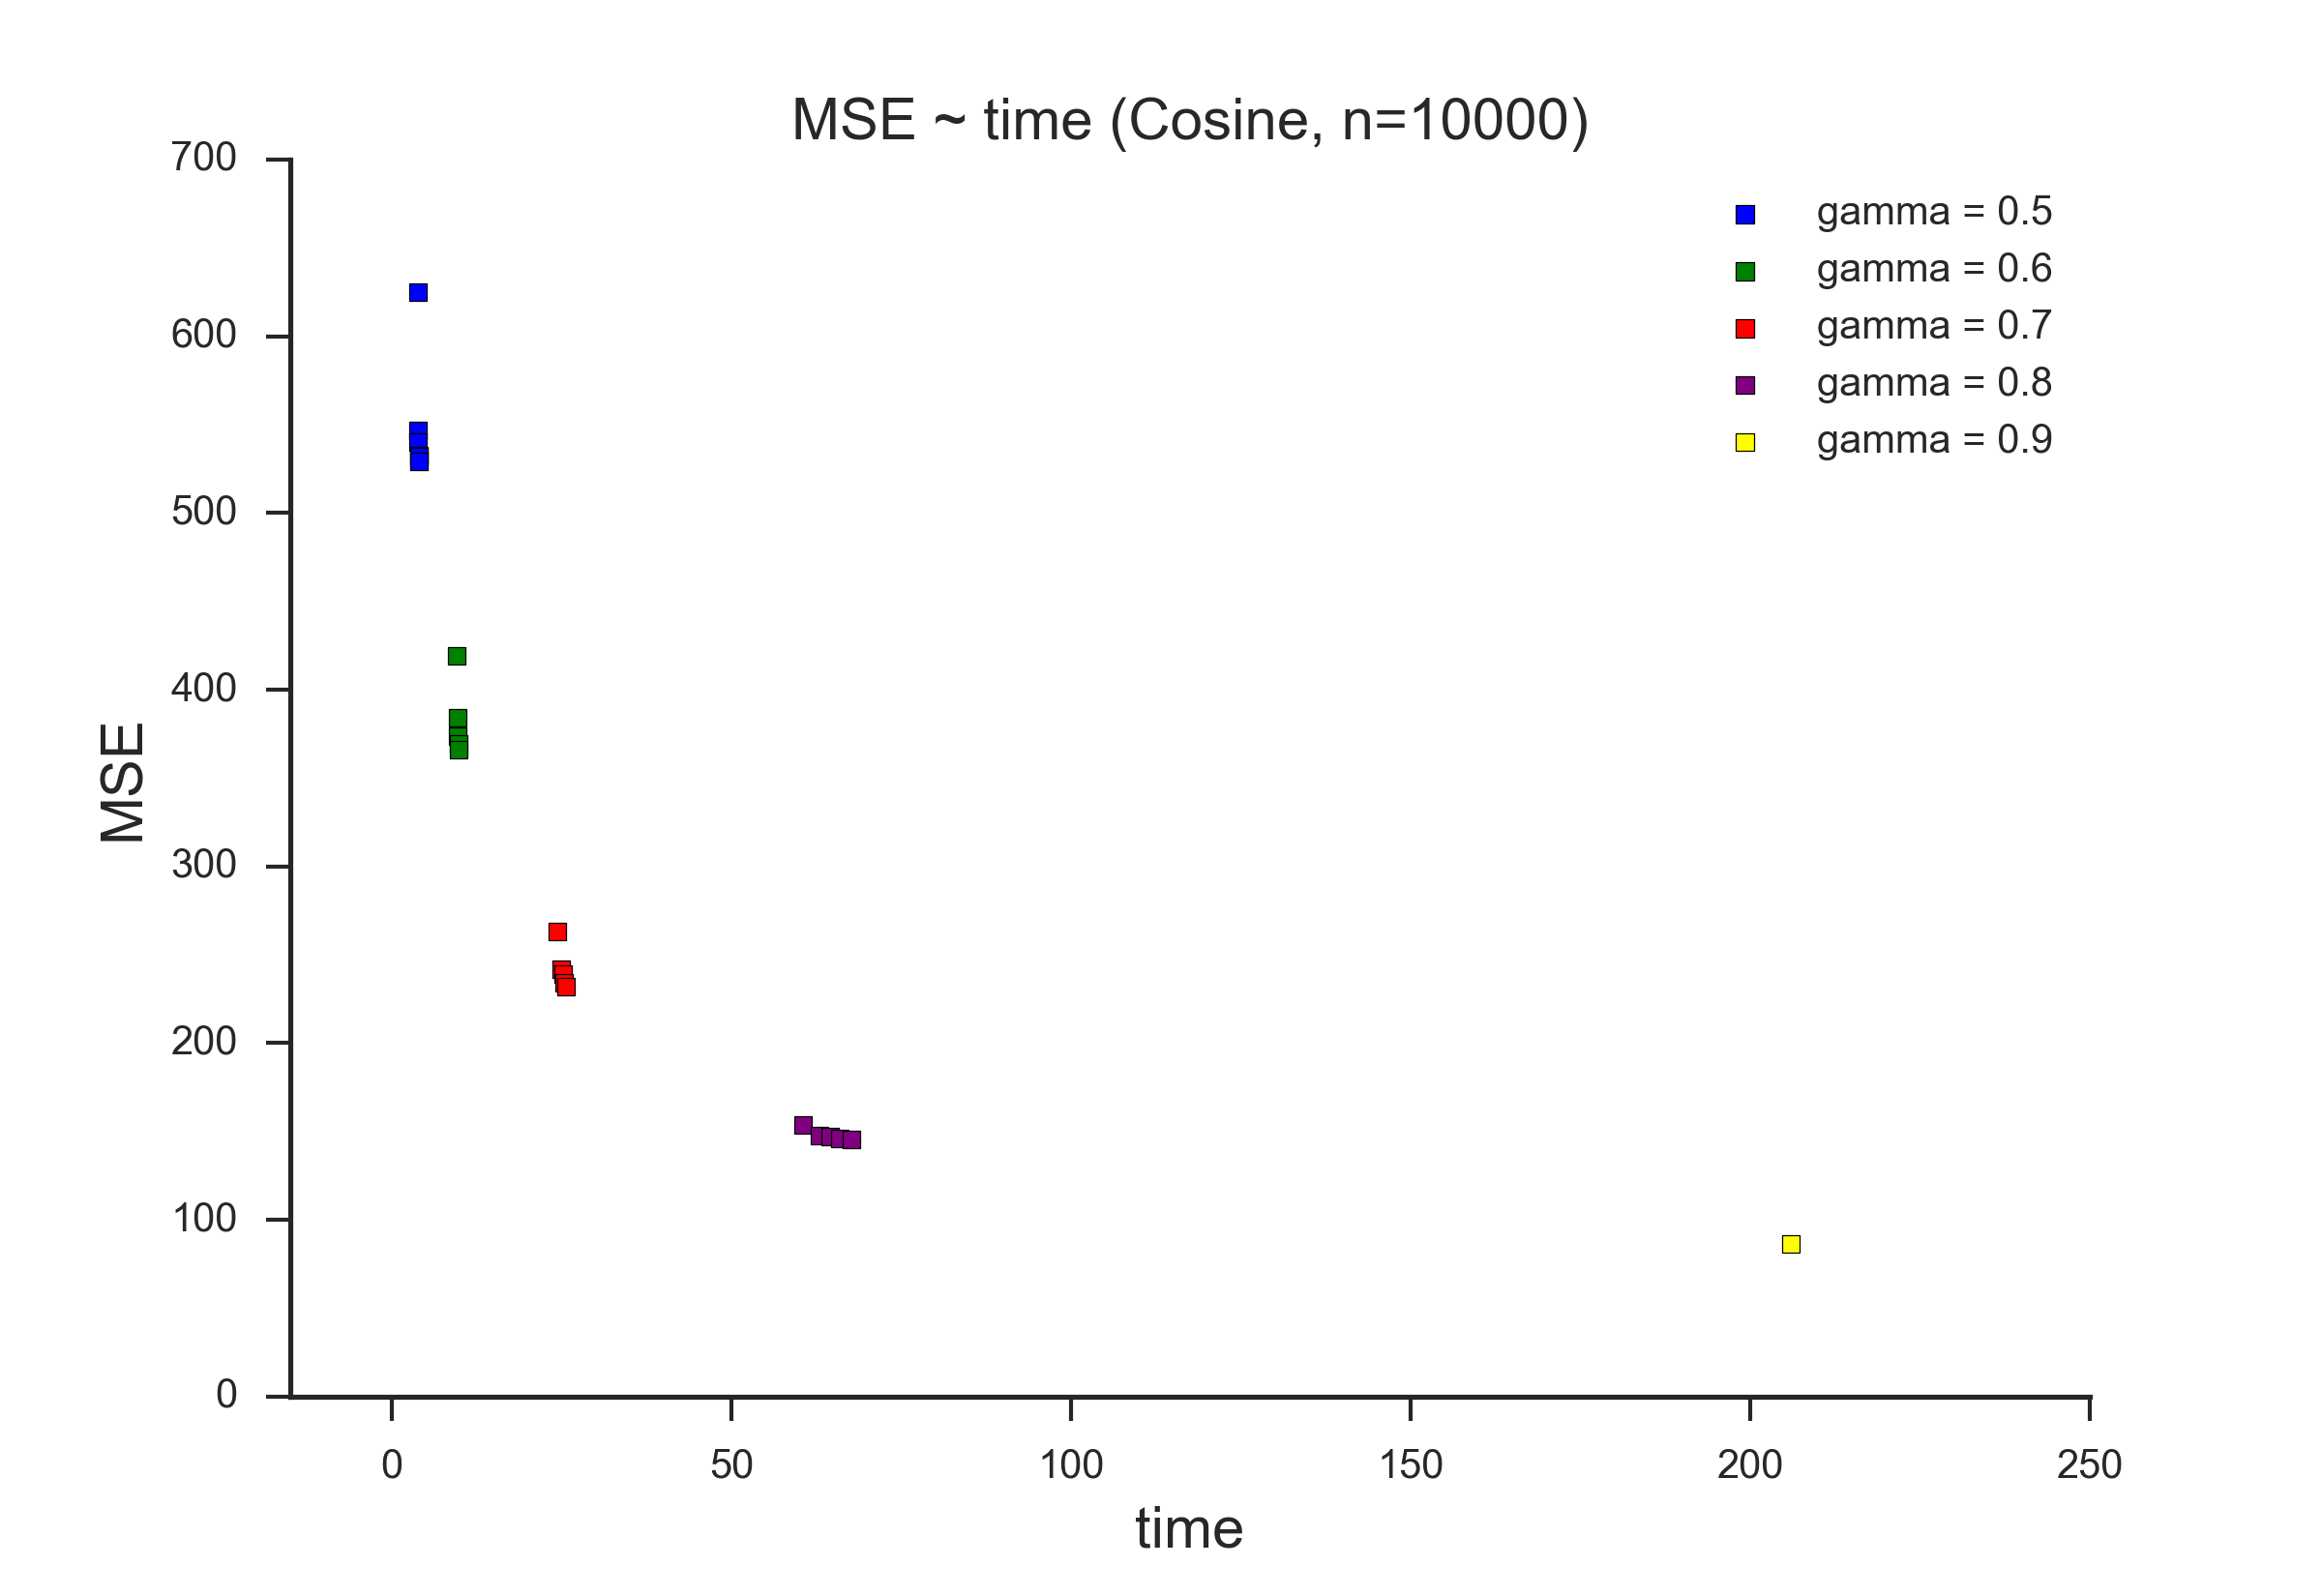 MSE ~ time (Cosine, n=10000)
700
600
500
400
300
200
100
0
MSE
gamma = 0.5
gamma = 0.6
gamma = 0.7
gamma = 0.8
gamma = 0.9
0 50 100 150 200 250
time